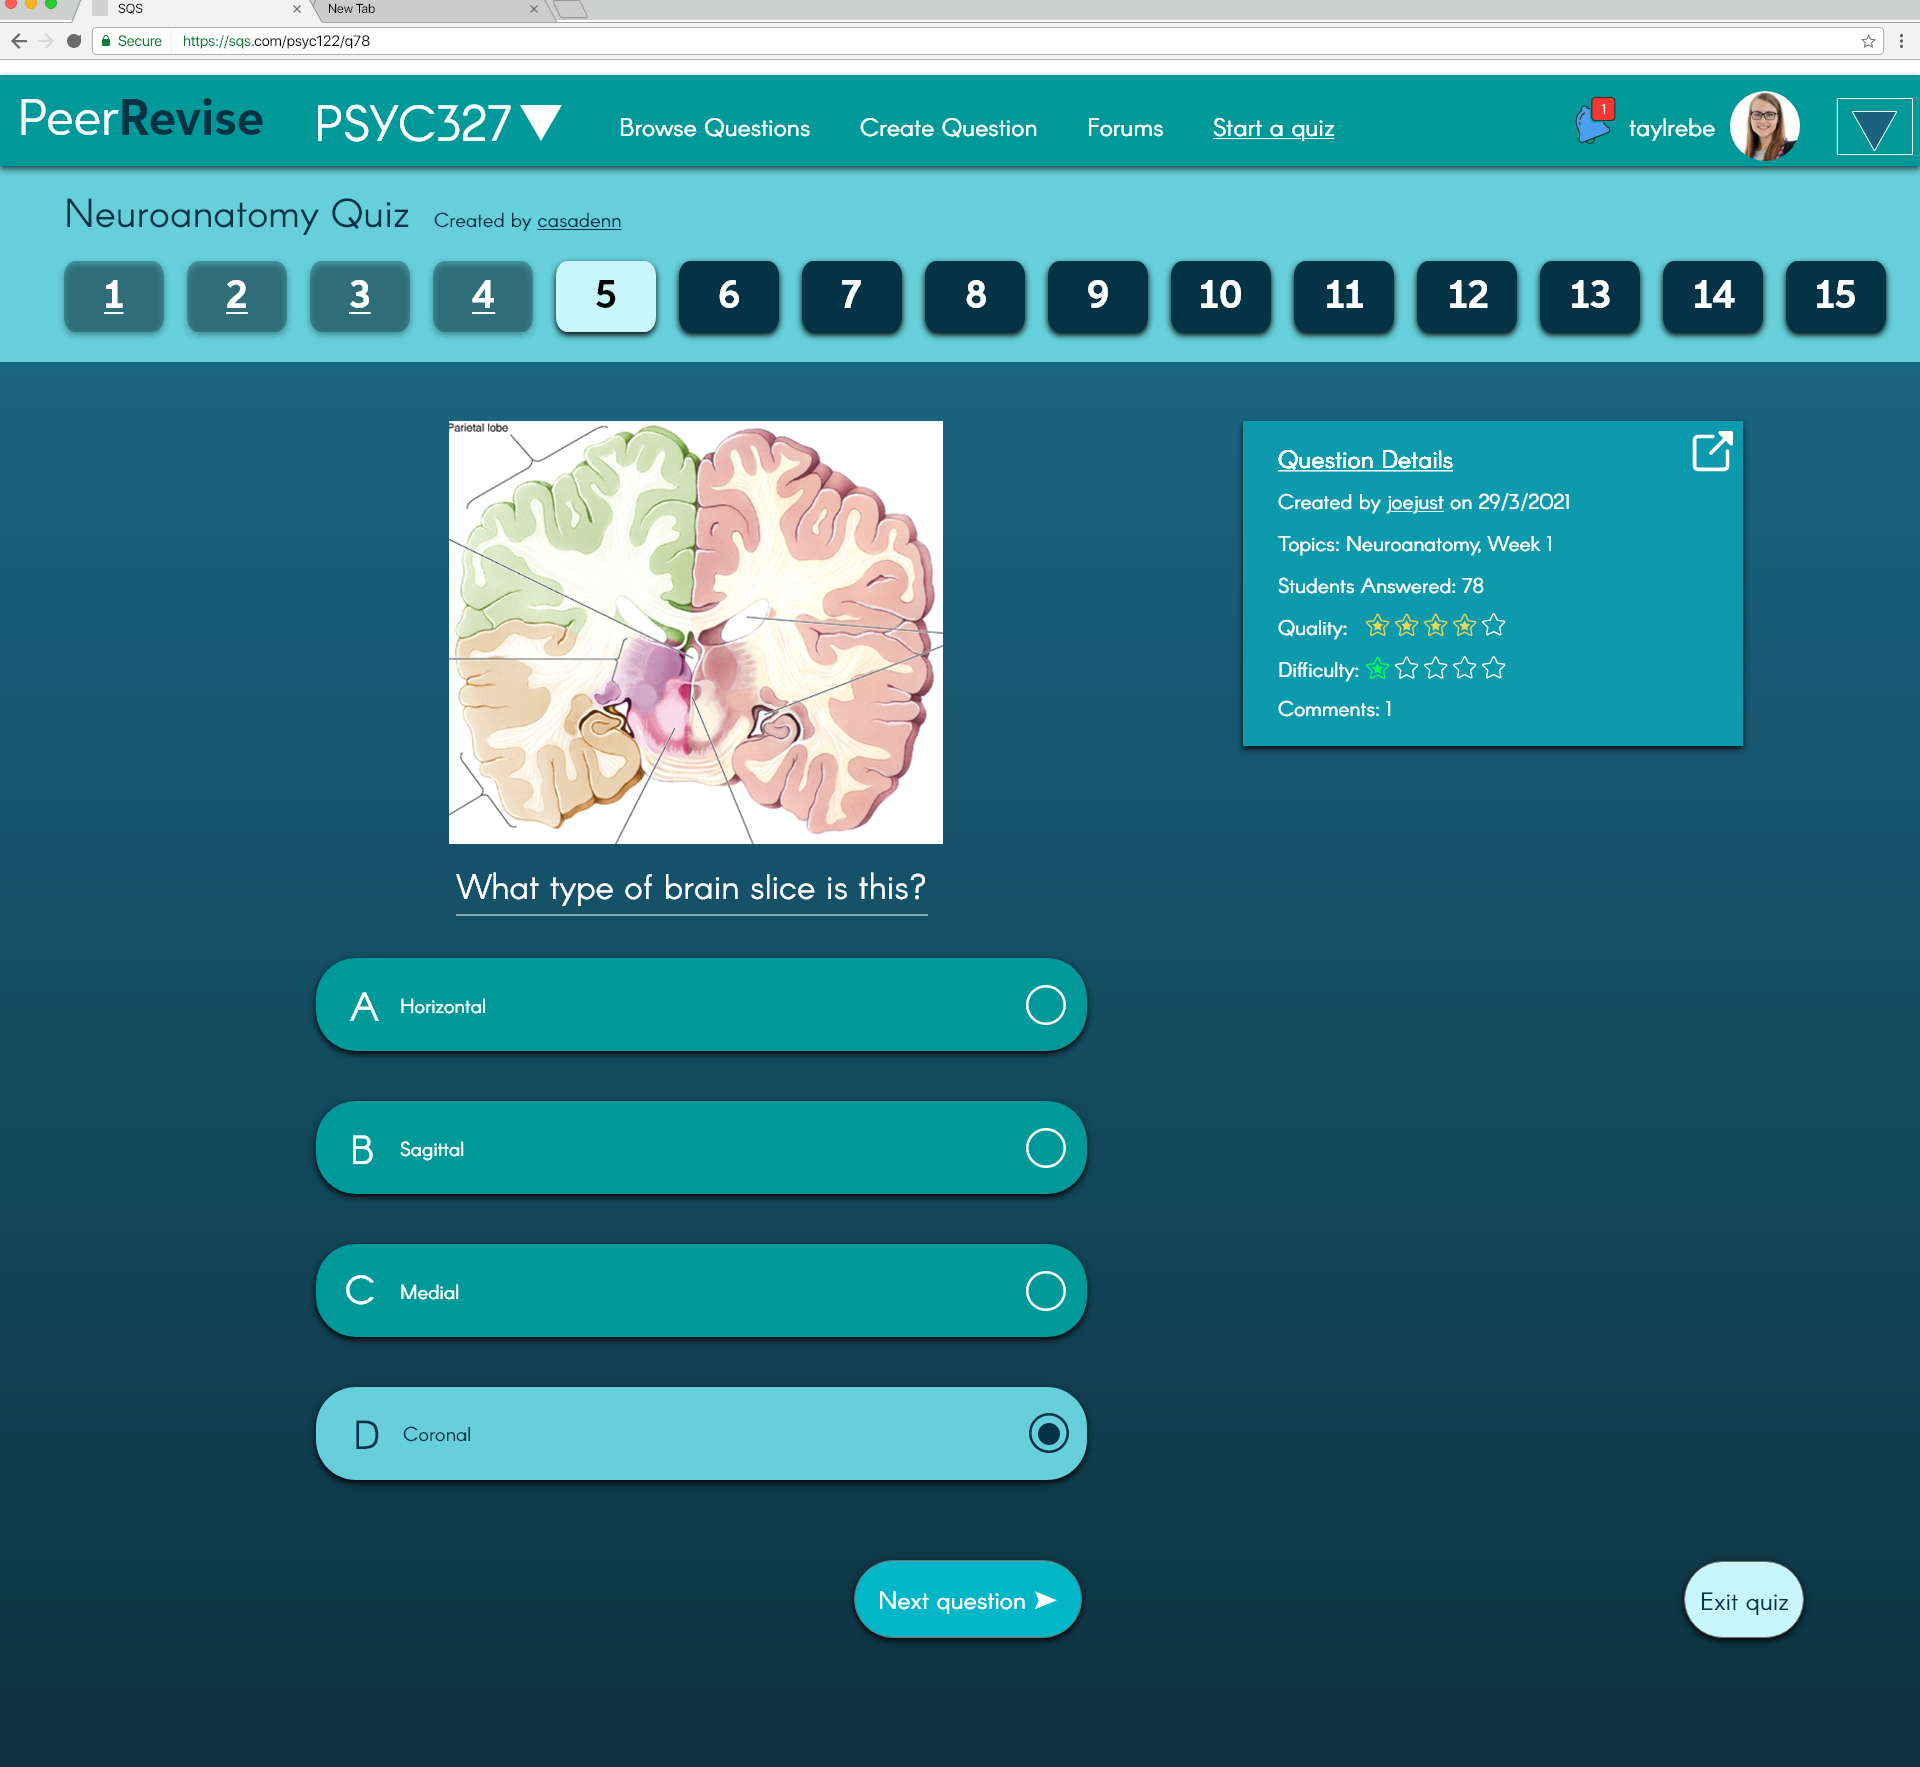 SQS
New Tab
Secure https://sqs.com/psyc122/q78
PeerRevise
PSYC327
Browse Questions
Create Question
Forums
Start a quiz
1
taylrebe
Neuroanatomy Quiz
Created by casadenn
1 2 3 4 5 6 7 8 9 10 11 12 13 14 15
Parietal lobe
What type of brain slice is this?
A Horizontal
B Sagittal
C Medial
D Coronal
Question Details
Created by joejust on 29/3/2021
Topics: Neuroanatomy, Week 1
Students Answered: 78
Quality:
Difficulty:
Comments: 1
Next question
Exit quiz